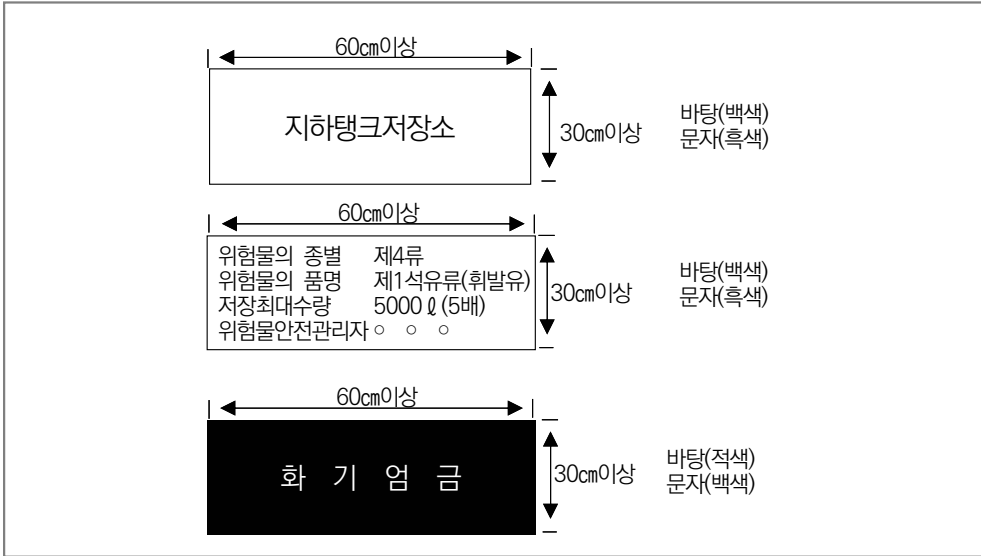 60㎝이상
지하탱크저장소
30㎝이상
바탕(백색)
문자(흑색)
60㎝이상
위험물의 종별 제4류
위험물의 품명 제1석유류(휘발유)
저장최대수량 5000ℓ(5배)
위험물안전관리자 ○ ○ ○
30㎝이상
바탕(백색)
문자(흑색)
60㎝이상
화 기 엄 금
30㎝이상
바탕(적색)
문자(백색)